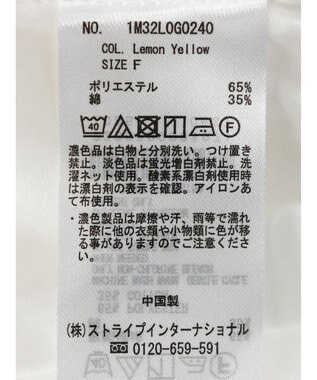 NO. 1M32L0G0240
COL. Lemon Yellow
SIZE F
ポリエステル 65%
綿 35%
40 F
濃色品は白物と分別洗い。つけ置き
禁止。淡色品は蛍光増白剤禁止。洗
濯ネット使用。酸素系漂白剤使用時
は漂白剤の表示を確認。アイロンあ
て布使用。
・濃色製品は摩擦や汗、雨等で濡れ
た際に他の衣類や小物類に色が移
る事がありますのでご注意くださ
い。
中国製
(株)ストライプインターナショナル
0120-659-591